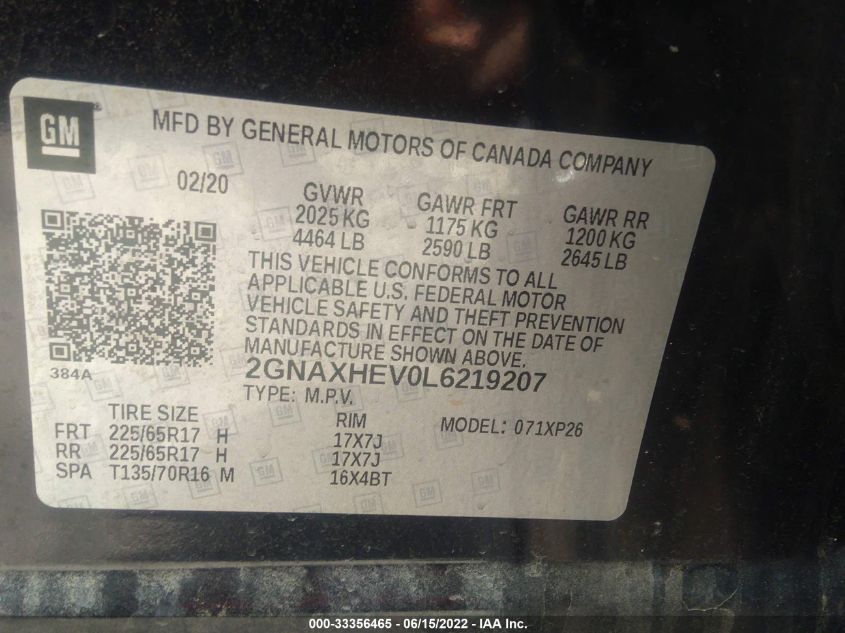 GM
MFD BY GENERAL MOTORS OF CANADA COMPANY
02/20
GVWR
2025 KG
4464 LB
GAWR FRT
1175 KG
2590 LB
GAWR RR
1200 KG
2645 LB
THIS VEHICLE CONFORMS TO ALL
APPLICABLE U.S. FEDERAL MOTOR
VEHICLE SAFETY AND THEFT PREVENTION
STANDARDS IN EFFECT ON THE DATE OF
MANUFACTURE SHOWN ABOVE.
384A
2GNAXHEV0L6219207
TYPE: M.P.V.
MODEL: 071XP26
TIRE SIZE RIM
FRT 225/65R17 H 17X7J
RR 225/65R17 H 17X7J
SPA T135/70R16 M 16X4BT
000-33356465 - 06/15/2022 - IAA Inc.